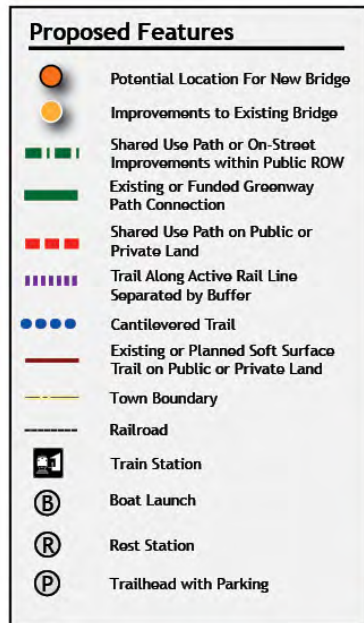 Proposed Features
Potential Location For New Bridge
Improvements to Existing Bridge
Shared Use Path or On-Street
Improvements within Public ROW
Existing or Funded Greenway
Path Connection
Shared Use Path on Public or
Private Land
Trail Along Active Rail Line
Separated by Buffer
Cantilevered Trail
Existing or Planned Soft Surface
Trail on Public or Private Land
Town Boundary
Railroad
Train Station
B Boat Launch
R Rest Station
P Trailhead with Parking